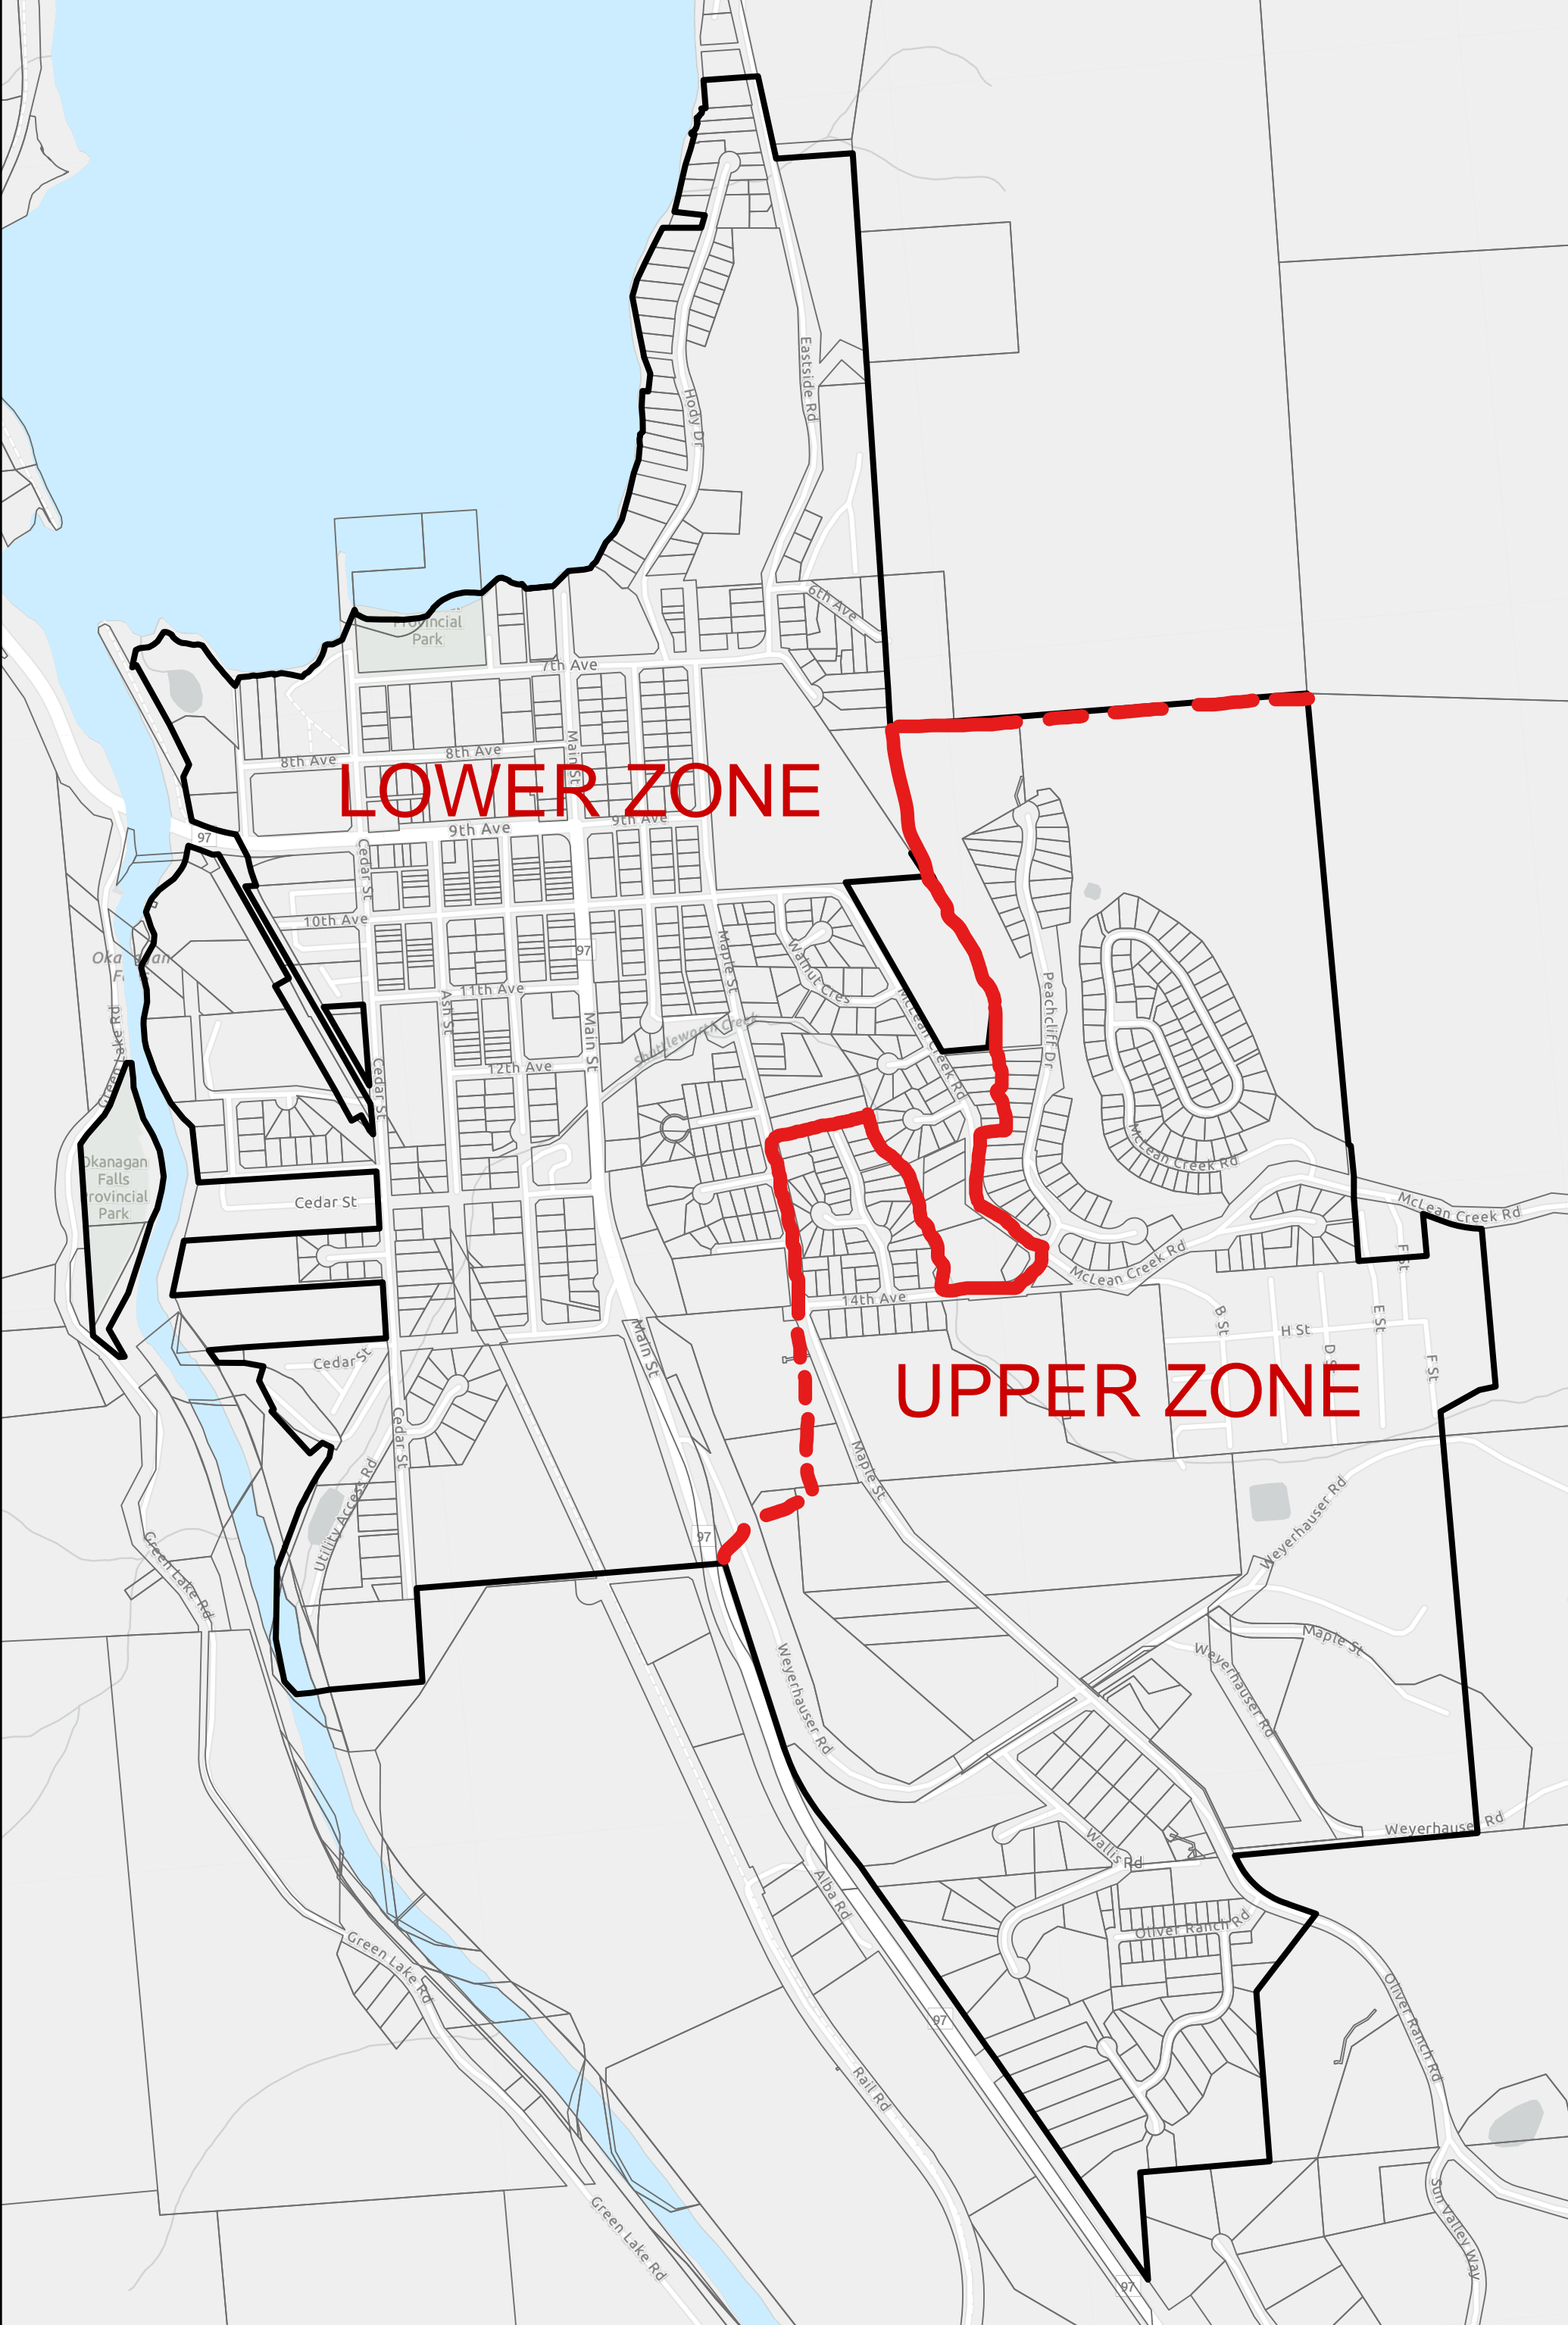 Eastside Rd
Hody Dr
6th Ave
Provincial
Park
7th Ave
8th Ave
8th Ave
Main St
LOWER ZONE
9th Ave
9th Ave
97
Cedar St
10th Ave
97
Maple St
Walnut Cres
McLean Creek Rd
Peachcliff Dr
11th Ave
Ash St
Main St
Shuttleworth Creek
12th Ave
Green Lake Rd
Cedar St
Okanagan
Falls
Provincial
Park
Cedar St
McLean Creek Rd
McLean Creek Rd
McLean Creek Rd
14th Ave
B St
H St
D St
E St
F St
F St
Main St
Cedar St
UPPER ZONE
Cedar St
Maple St
Utility Access Rd
97
Weyerhauser Rd
Green Lake Rd
Maple St
Weyerhauser Rd
Weyerhauser Rd
Weyerhauser Rd
Wallis Rd
Alba Rd
Oliver Ranch Rd
Green Lake Rd
97
Oliver Ranch Rd
Rail Rd
Sun Valley Way
Green Lake Rd
97